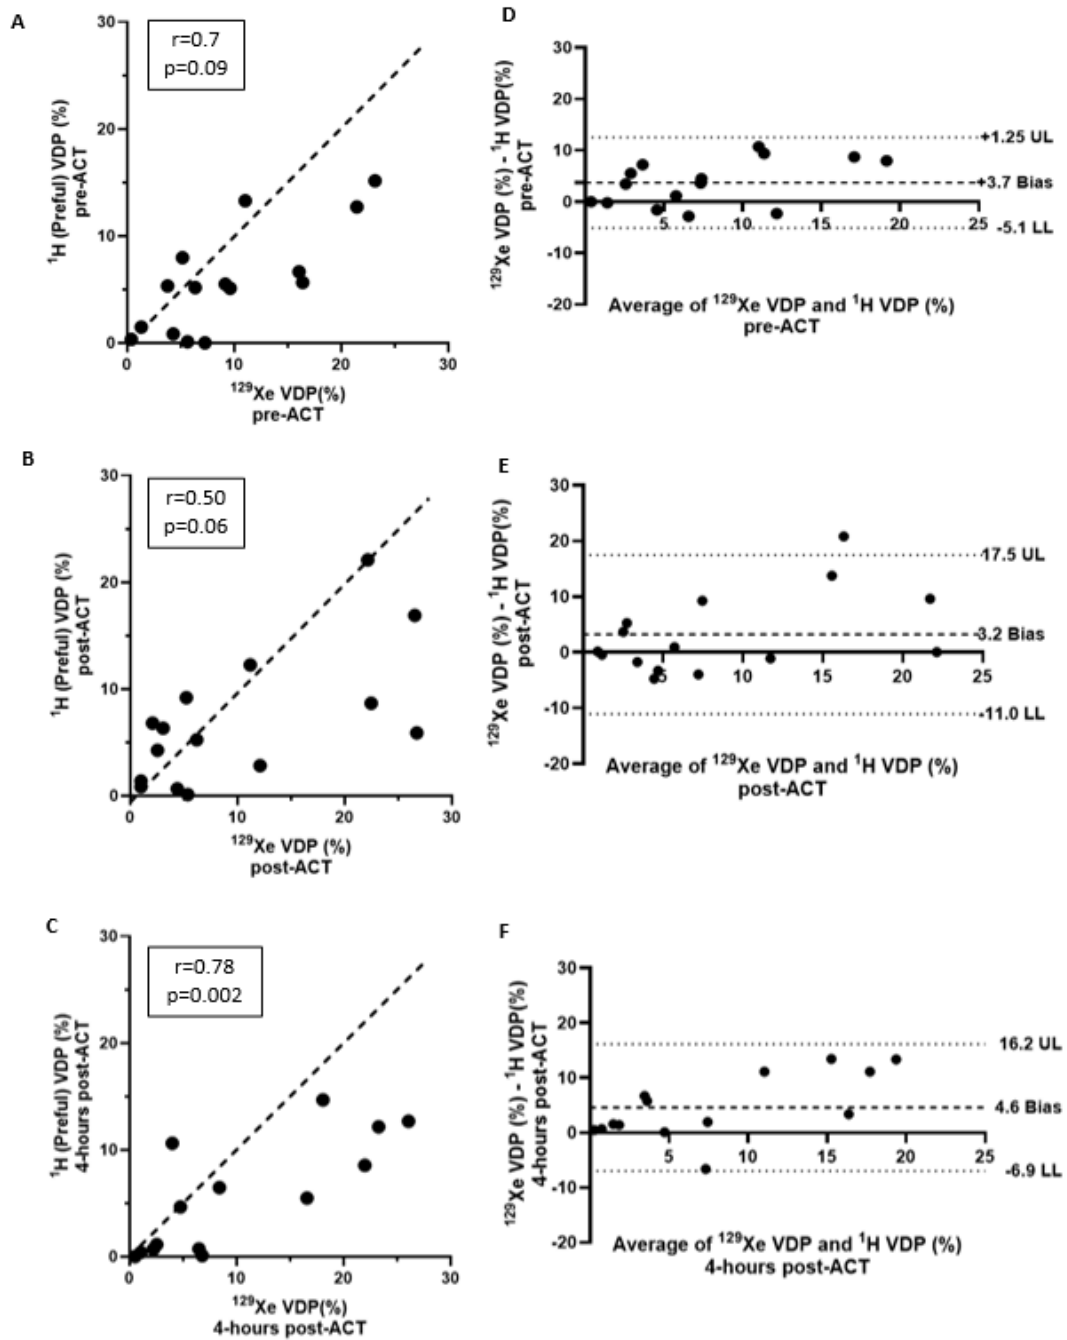 A
r=0.7
p=0.09
¹H (Preful) VDP (%)
pre-ACT
30
20
10
0
0 10 20 30
¹²⁹Xe VDP(%)
pre-ACT
D
¹²⁹Xe VDP (%) - ¹H VDP(%)
pre-ACT
30
20
10
0
-10
-20
5 10 15 20 25
+1.25 UL
+3.7 Bias
-5.1 LL
Average of ¹²⁹Xe VDP and ¹H VDP (%)
pre-ACT
B
r=0.50
p=0.06
¹H (Preful) VDP (%)
post-ACT
30
20
10
0
0 10 20 30
¹²⁹Xe VDP (%)
post-ACT
E
¹²⁹Xe VDP (%) - ¹H VDP(%)
post-ACT
30
20
10
0
-10
-20
5 10 15 20 25
17.5 UL
3.2 Bias
-11.0 LL
Average of ¹²⁹Xe VDP and ¹H VDP (%)
post-ACT
C
r=0.78
p=0.002
¹H (Preful) VDP (%)
4-hours post-ACT
30
20
10
0
0 10 20 30
¹²⁹Xe VDP(%)
4-hours post-ACT
F
¹²⁹Xe VDP (%) - ¹H VDP(%)
4-hours post-ACT
30
20
10
0
-10
-20
5 10 15 20 25
16.2 UL
4.6 Bias
-6.9 LL
Average of ¹²⁹Xe VDP and ¹H VDP (%)
4-hours post-ACT